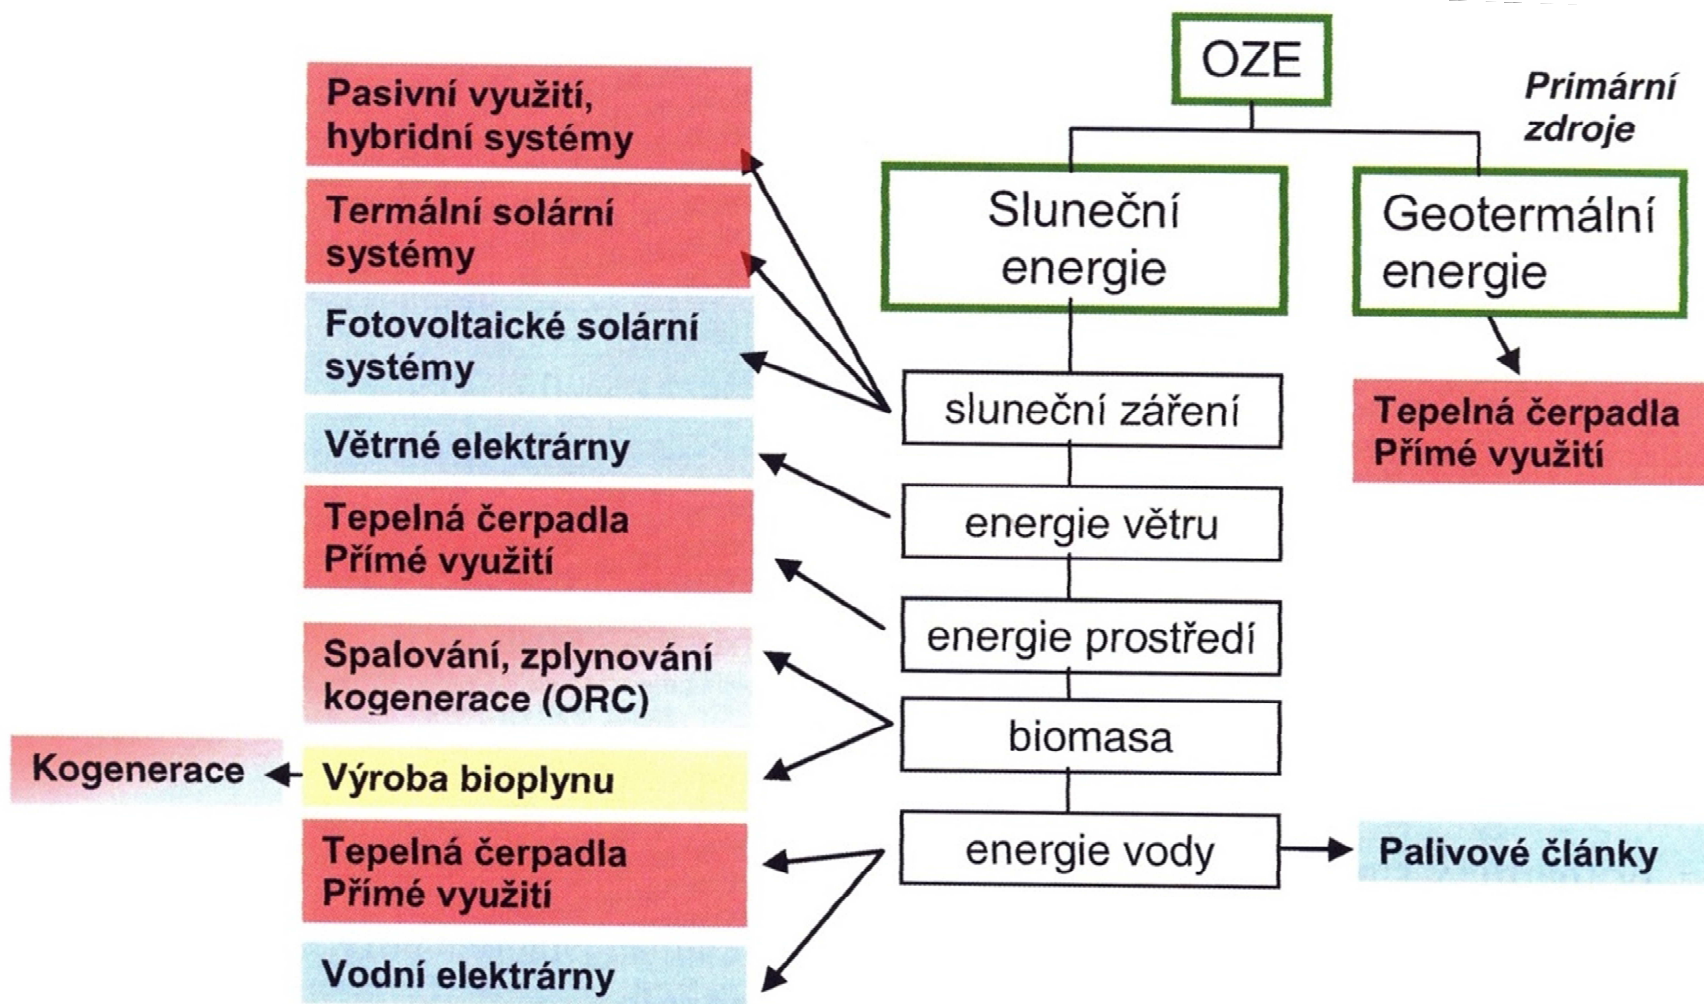 OZE
Primární
zdroje
Sluneční
energie
Geotermální
energie
Pasivní využití,
hybridní systémy
Termální solární
systémy
Fotovoltaické solární
systémy
Větrné elektrárny
Tepelná čerpadla
Přímé využití
Spalování, zplynování
kogenerace (ORC)
Kogenerace
Výroba bioplynu
Tepelná čerpadla
Přímé využití
Vodní elektrárny
sluneční záření
energie větru
energie prostředí
biomasa
energie vody
Tepelná čerpadla
Přímé využití
Palivové články